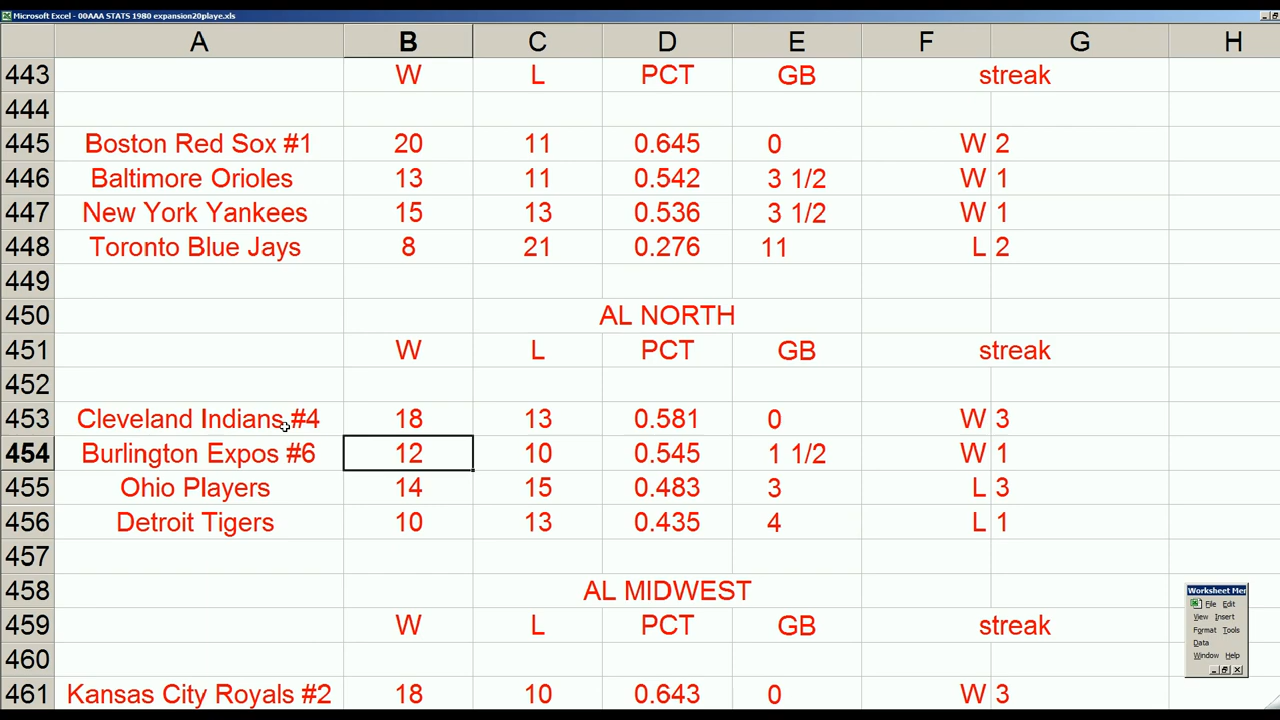 Microsoft Excel - 00AAA STATS 1980 expansion20playe.xls
A B C D E F G H
443 W L PCT GB streak
444
445 Boston Red Sox #1 20 11 0.645 0 W 2
446 Baltimore Orioles 13 11 0.542 3 1/2 W 1
447 New York Yankees 15 13 0.536 3 1/2 W 1
448 Toronto Blue Jays 8 21 0.276 11 L 2
449
450 AL NORTH
451 W L PCT GB streak
452
453 Cleveland Indians #4 18 13 0.581 0 W 3
454 Burlington Expos #6 12 10 0.545 1 1/2 W 1
455 Ohio Players 14 15 0.483 3 L 3
456 Detroit Tigers 10 13 0.435 4 L 1
457
458 AL MIDWEST
459 W L PCT GB streak
460
461 Kansas City Royals #2 18 10 0.643 0 W 3
Worksheet Mer
File Edit
View Insert
Format Tools
Data
Window Help